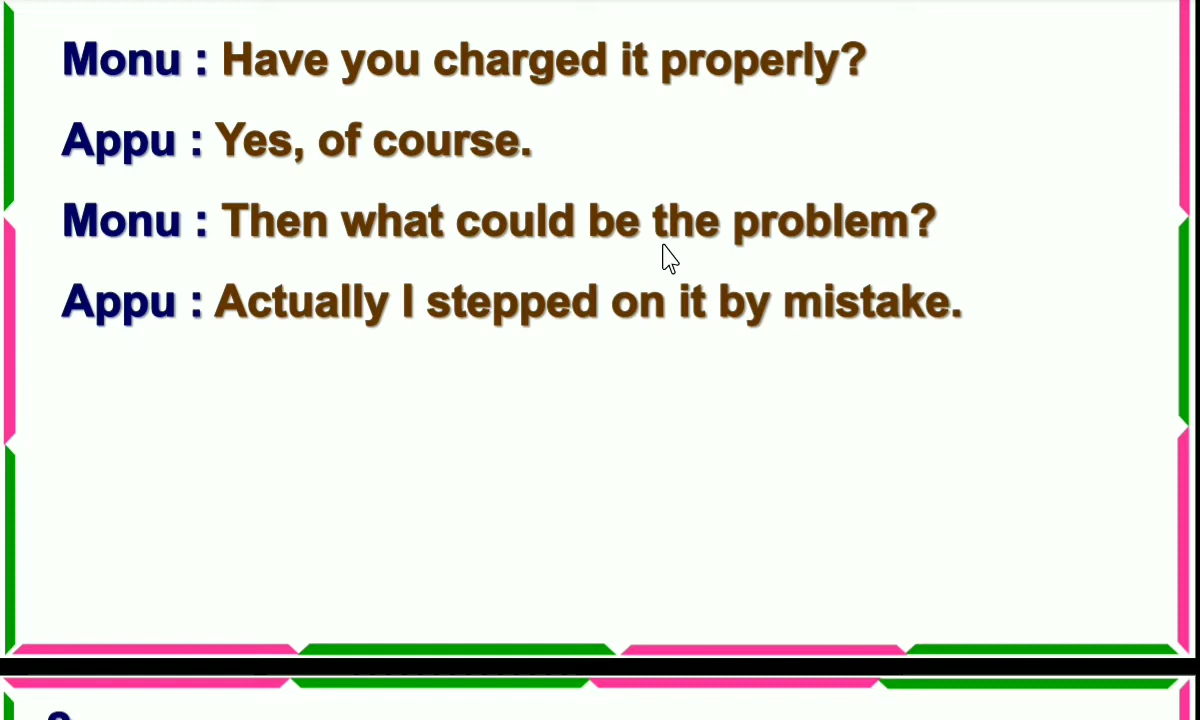 Monu : Have you charged it properly?
Appu : Yes, of course.
Monu : Then what could be the problem?
Appu : Actually I stepped on it by mistake.